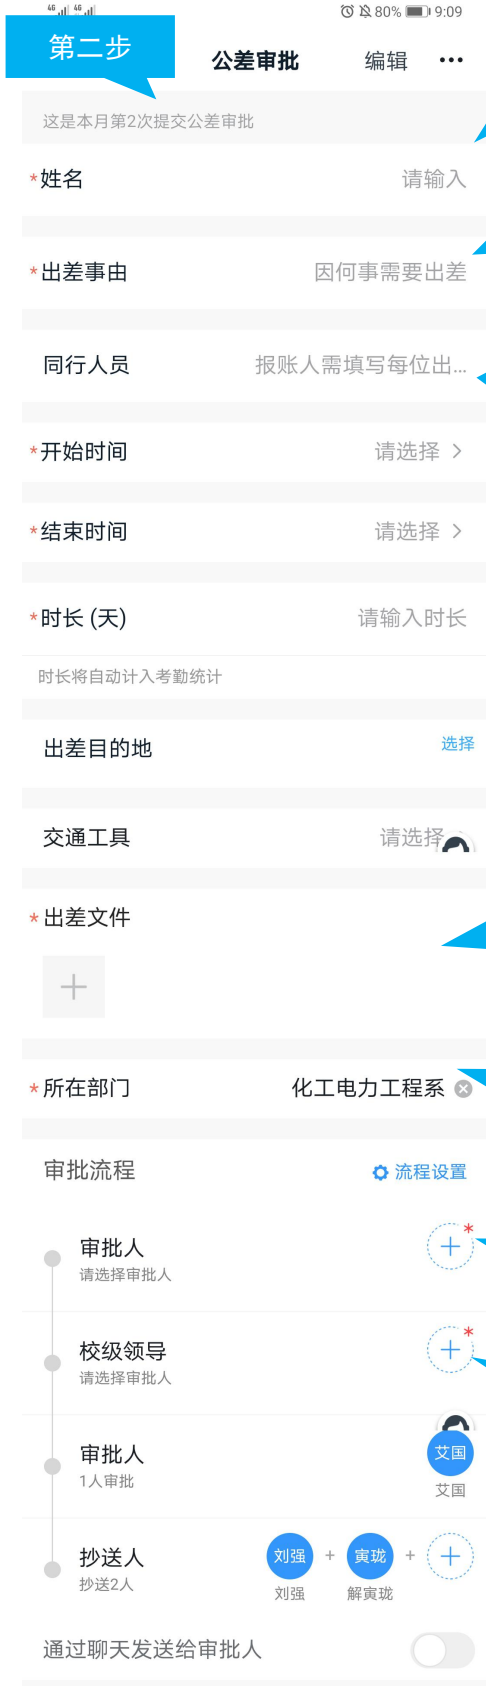 4G 4G 80% 9:09
第二步
公差审批 编辑 •••
这是本月第2次提交公差审批
*姓名 请输入
*出差事由 因何事需要出差
同行人员 报账人需填写每位出...
*开始时间 请选择 >
*结束时间 请选择 >
*时长 (天) 请输入时长
时长将自动计入考勤统计
出差目的地 选择
交通工具 请选择
*出差文件
+
*所在部门 化工电力工程系
审批流程 流程设置
审批人 + *
请选择审批人
校级领导 + *
请选择审批人
审批人 艾国
1人审批 艾国
抄送人 刘强 + 寅珑 + +
抄送2人 刘强 解寅珑
通过聊天发送给审批人